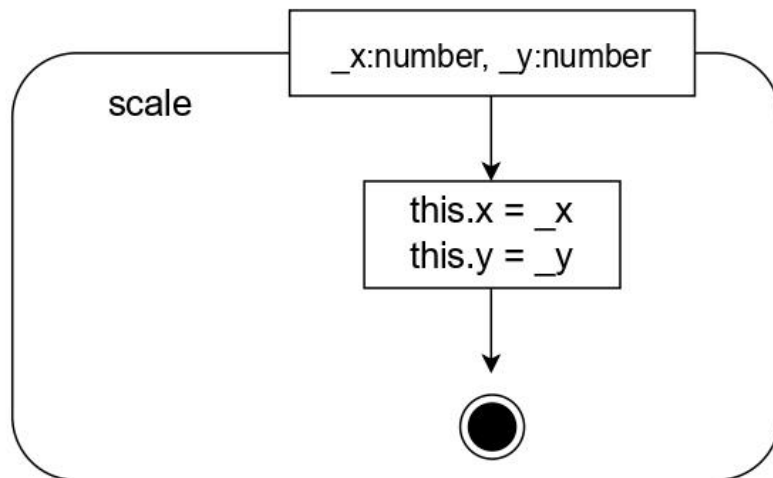 _x:number, _y:number
scale
this.x = _x
this.y = _y